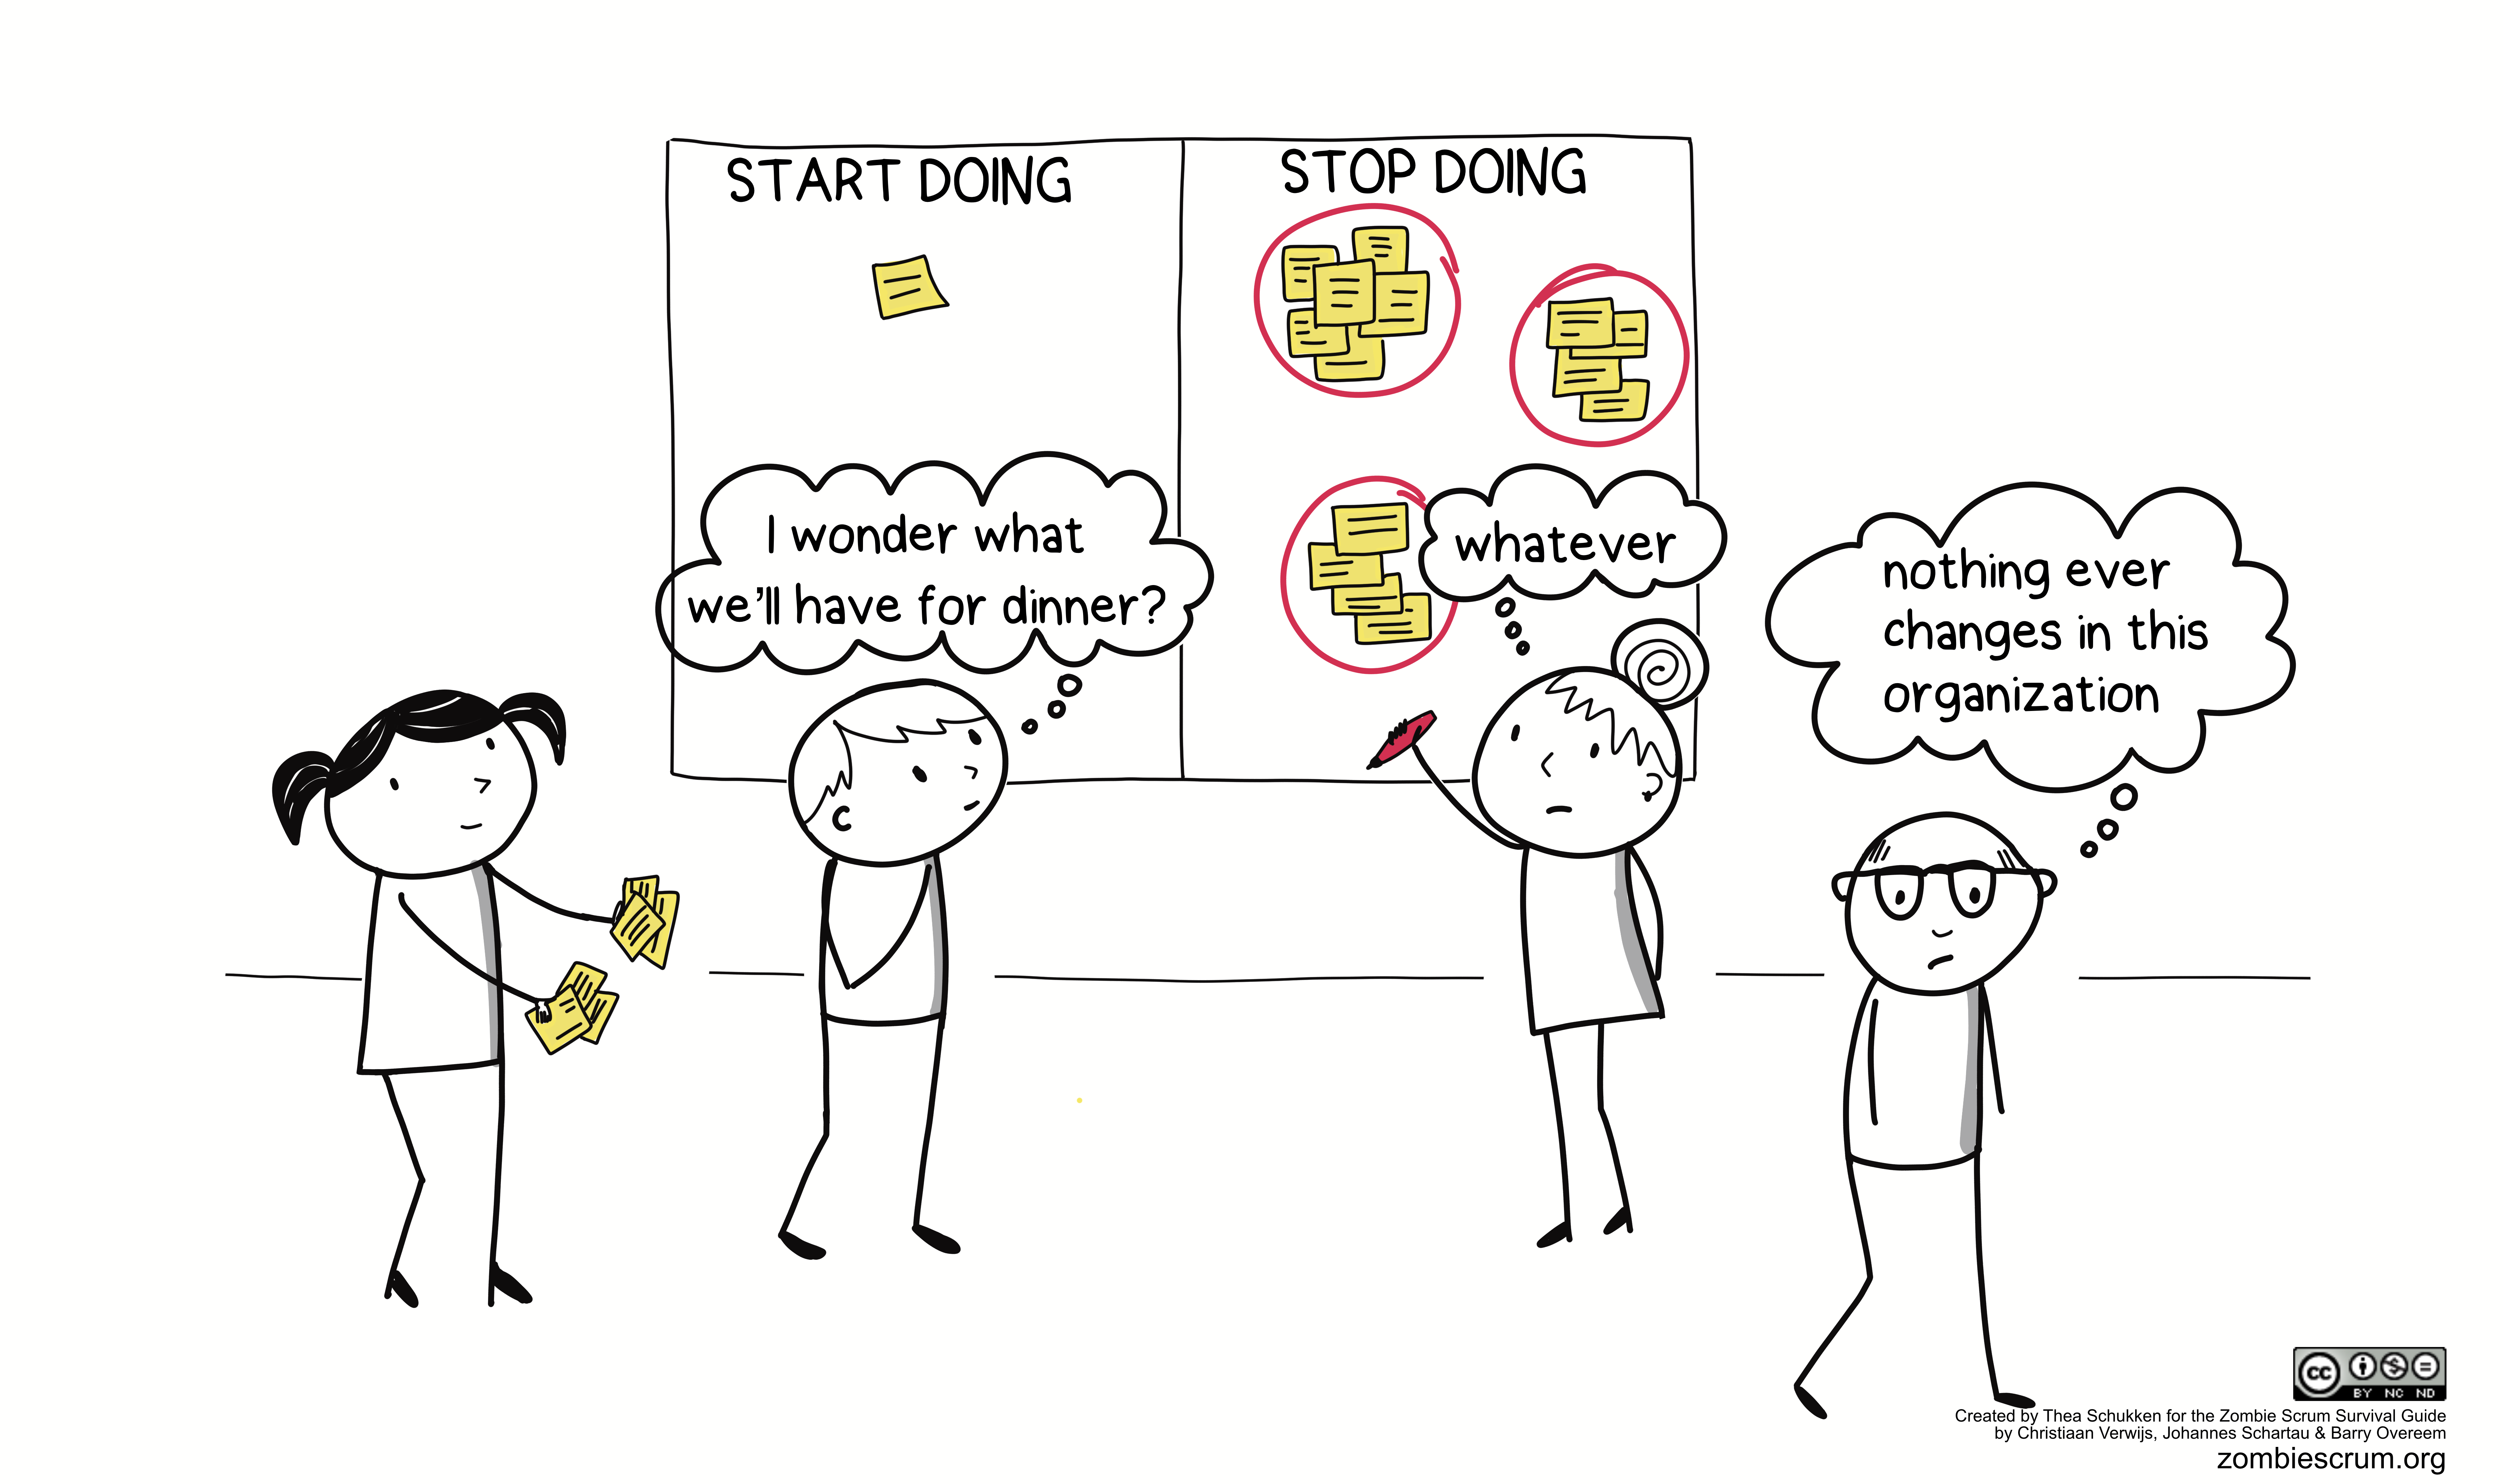 START DOING
STOP DOING
I wonder what
we'll have for dinner?
whatever
nothing ever
changes in this
organization
cc
BY NC ND
Created by Thea Schukken for the Zombie Scrum Survival Guide
by Christiaan Verwijs, Johannes Schartau & Barry Overeem
zombiescrum.org